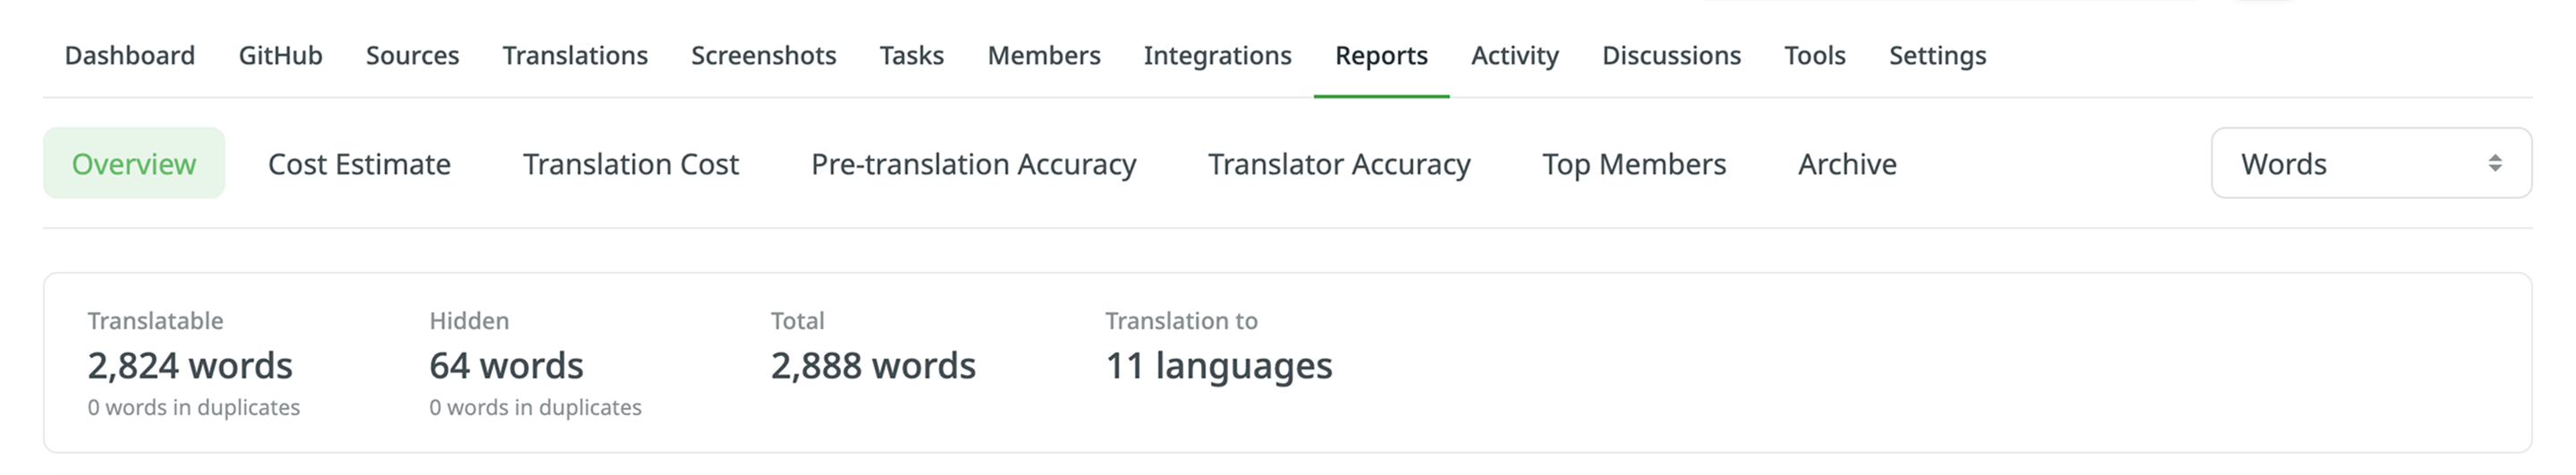 Dashboard GitHub Sources Translations Screenshots Tasks Members Integrations Reports Activity Discussions Tools Settings
Overview Cost Estimate Translation Cost Pre-translation Accuracy Translator Accuracy Top Members Archive Words
Translatable Hidden Total Translation to
2,824 words 64 words 2,888 words 11 languages
0 words in duplicates 0 words in duplicates